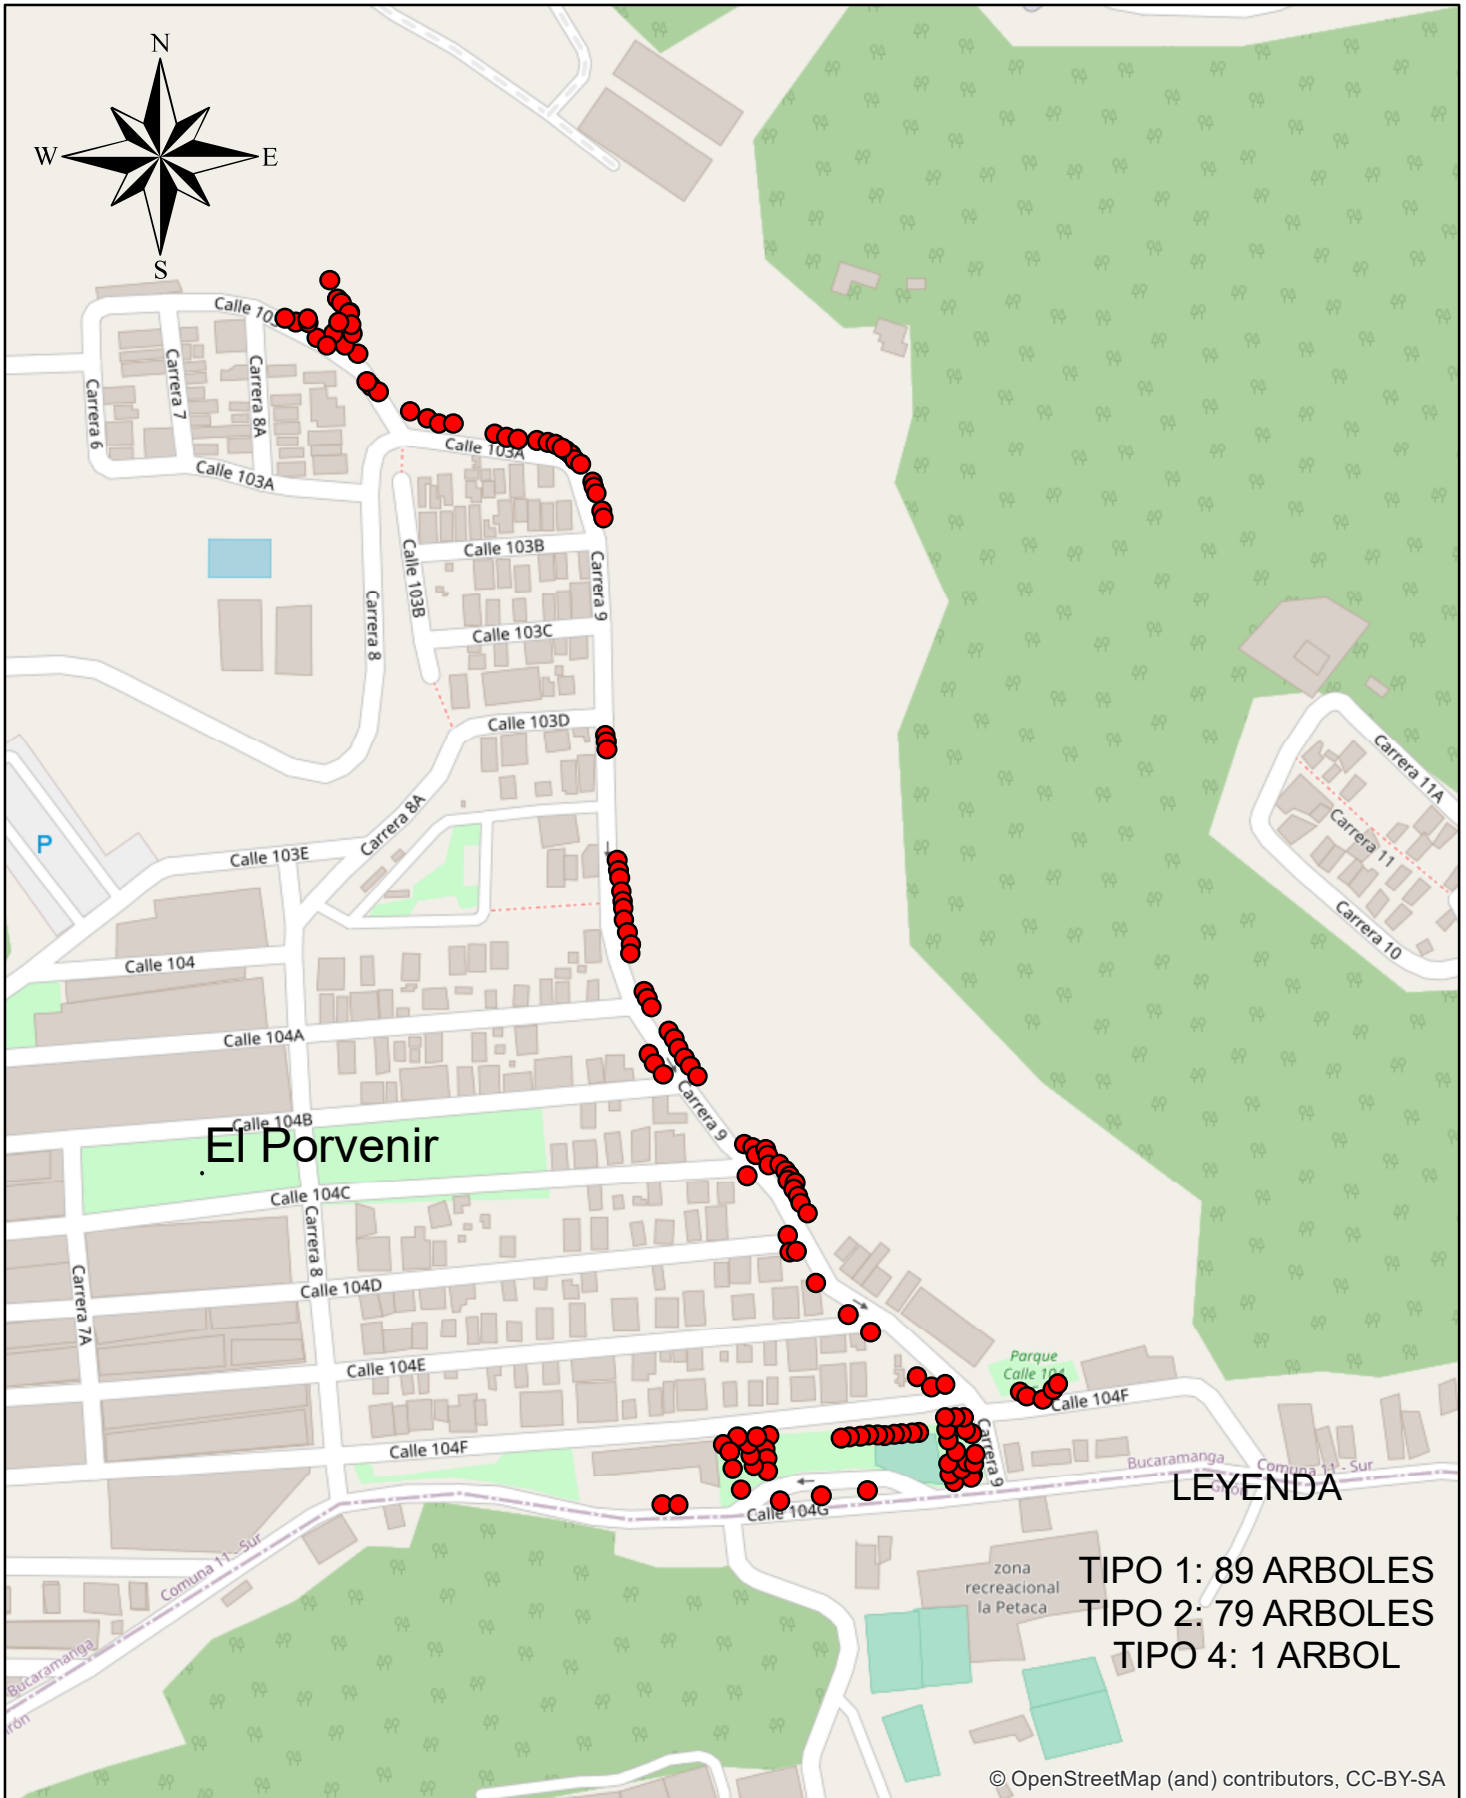 N
W
E
S
Calle 103
Carrera 6
Carrera 7
Carrera 8A
Calle 103A
Calle 103A
Calle 103B
Calle 103B
Carrera 9
Calle 103C
Carrera 8
Calle 103D
Carrera 11A
Carrera 11
Carrera 10
P
Carrera 8A
Calle 103E
Calle 104
Calle 104A
Calle 104B
Carrera 9
El Porvenir
Calle 104C
Carrera 8
Carrera 7A
Calle 104D
Calle 104E
Parque
Calle 104
Calle 104F
Calle 104F
Carrera 9
Bucaramanga
Comuna 11 - Sur
Girón
LEYENDA
Calle 104G
Comuna 11 - Sur
Bucaramanga
Girón
zona
recreacional
la Petaca
TIPO 1: 89 ARBOLES
TIPO 2: 79 ARBOLES
TIPO 4: 1 ARBOL
© OpenStreetMap (and) contributors, CC-BY-SA